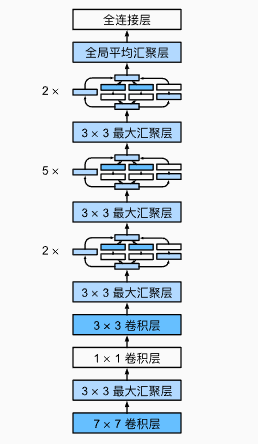 全连接层
全局平均汇聚层
2 ×
3 × 3 最大汇聚层
5 ×
3 × 3 最大汇聚层
2 ×
3 × 3 最大汇聚层
3 × 3 卷积层
1 × 1 卷积层
3 × 3 最大汇聚层
7 × 7 卷积层